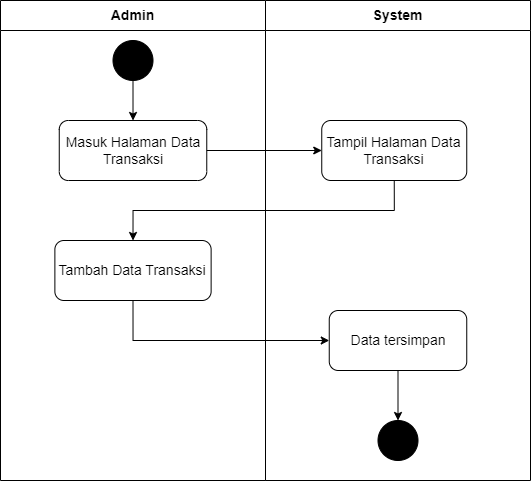 Admin
System
Masuk Halaman Data
Transaksi
Tampil Halaman Data
Transaksi
Tambah Data Transaksi
Data tersimpan